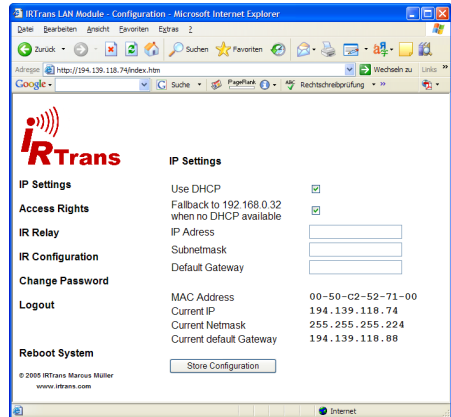 IRTrans LAN Module - Configuration - Microsoft Internet Explorer
Datei Bearbeiten Ansicht Favoriten Extras ?
Zurück Suchen Favoriten
Adresse http://194.139.118.74/index.htm Wechseln zu Links »
Google Suche PageRank ABC Rechtschreibprüfung »
IRTrans
IP Settings
IP Settings
Use DHCP
Access Rights
Fallback to 192.168.0.32
when no DHCP available
IR Relay
IP Adress
Subnetmask
IR Configuration
Default Gateway
Change Password
MAC Address 00-50-C2-52-71-00
Logout
Current IP 194.139.118.74
Current Netmask 255.255.255.224
Current default Gateway 194.139.118.88
Reboot System
Store Configuration
© 2005 IRTrans Marcus Müller
www.irtrans.com
Internet